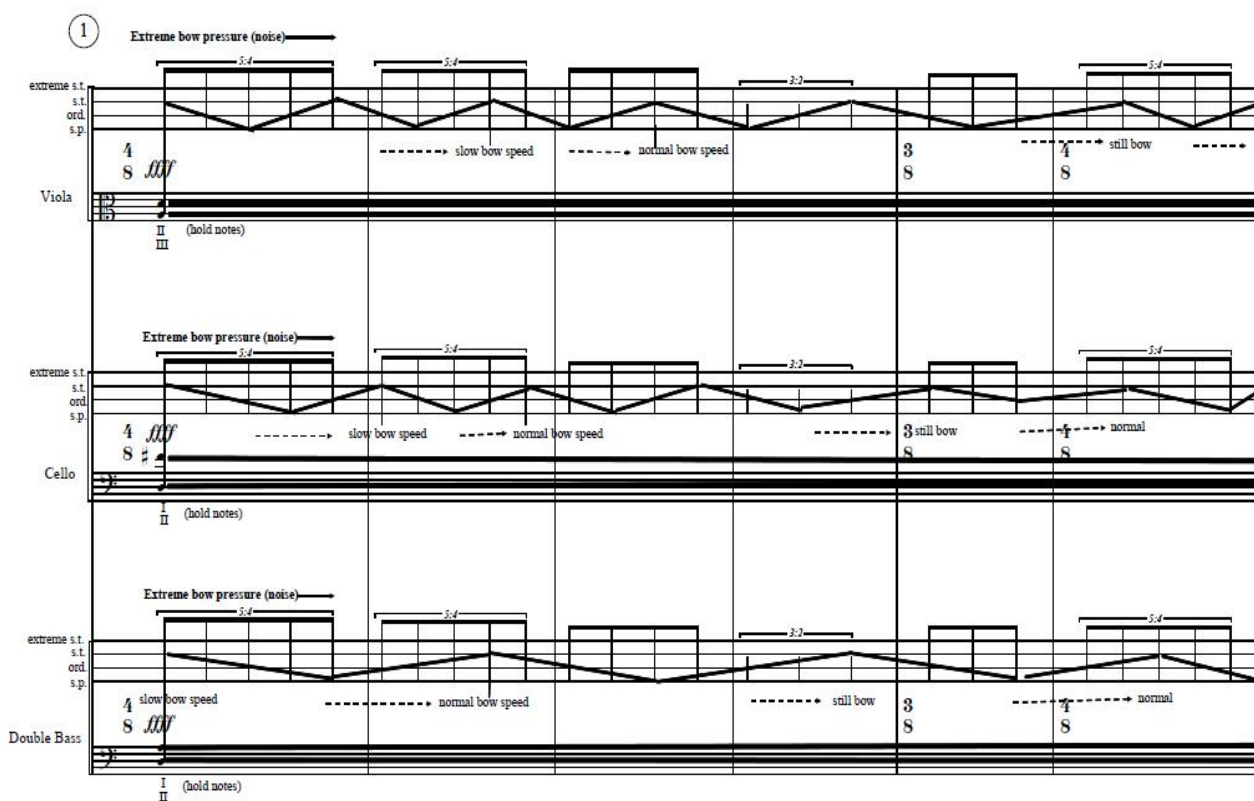 1
Extreme bow pressure (noise)
5:4 5:4 3:2 5:4
extreme s.t.
s.t.
ord.
s.p.
slow bow speed normal bow speed still bow
4 3 4
8 8 8
ffff
Viola
II (hold notes)
III
Extreme bow pressure (noise)
5:4 5:4 3:2 5:4
extreme s.t.
s.t.
ord.
s.p.
slow bow speed normal bow speed still bow normal
4 3 4
8 8 8
ffff
Cello
I (hold notes)
II
Extreme bow pressure (noise)
5:4 5:4 3:2 5:4
extreme s.t.
s.t.
ord.
s.p.
slow bow speed normal bow speed still bow normal
4 3 4
8 8 8
ffff
Double Bass
I (hold notes)
II